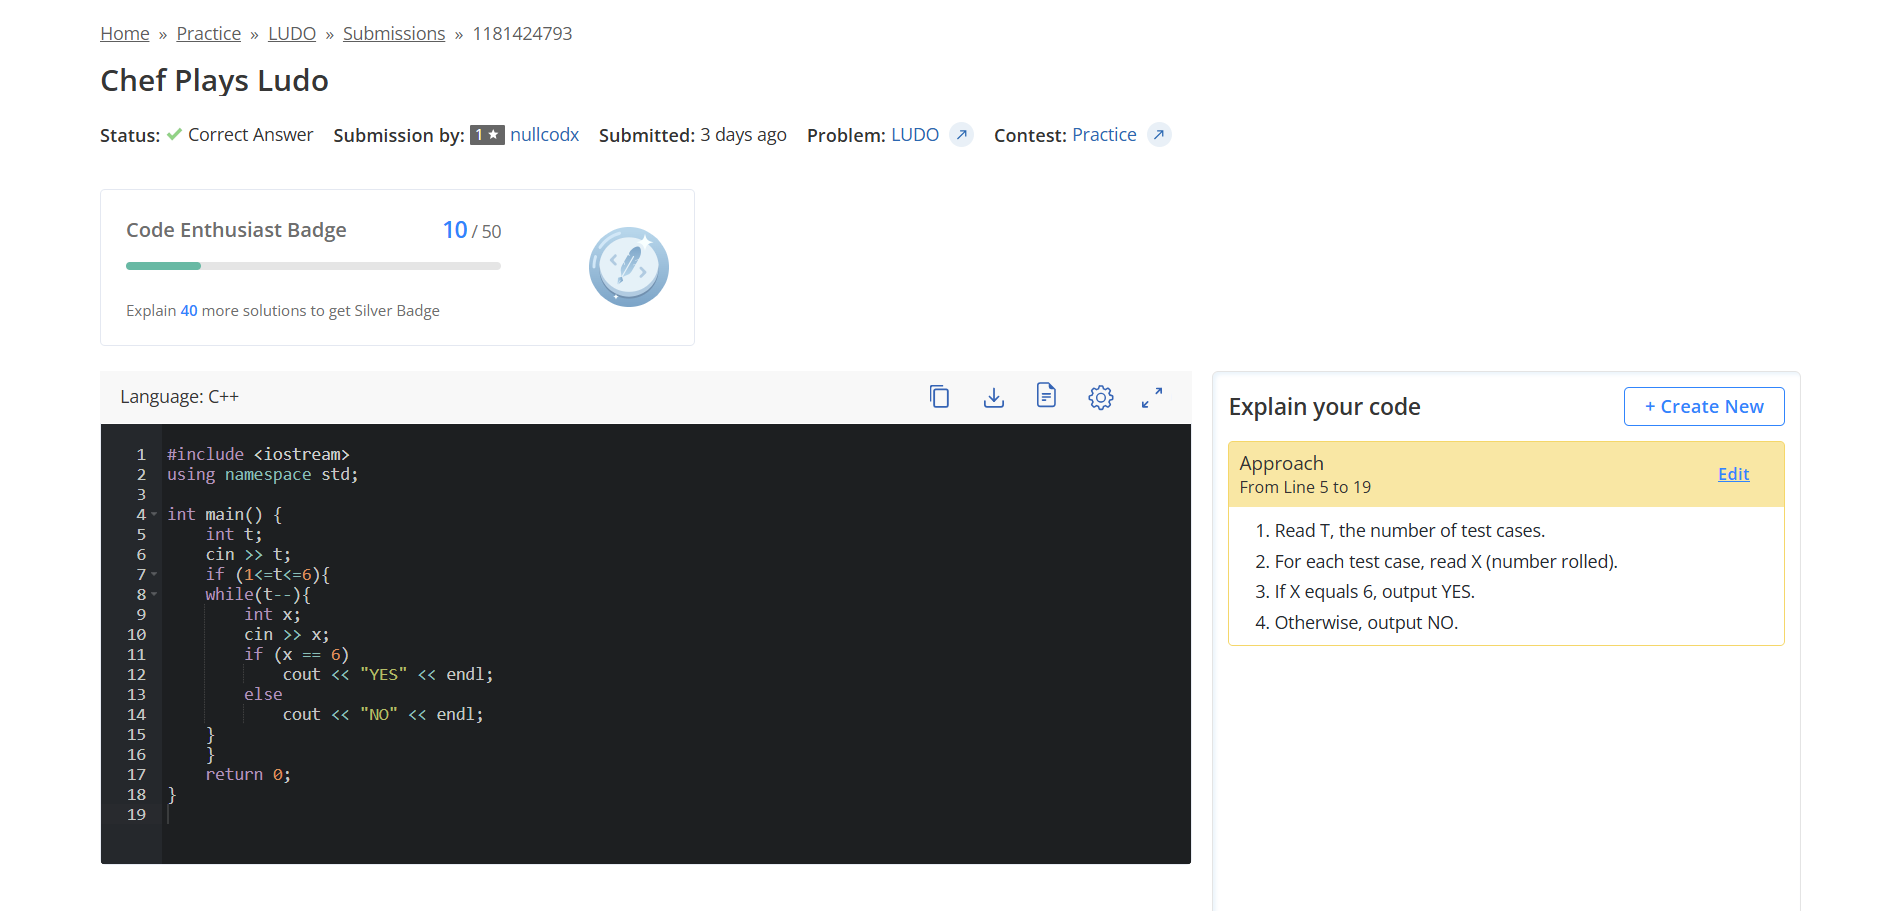 Home » Practice » LUDO » Submissions » 1181424793
Chef Plays Ludo
Status: Correct Answer Submission by: 1★ nullcodx Submitted: 3 days ago Problem: LUDO Contest: Practice
Code Enthusiast Badge 10 / 50
Explain 40 more solutions to get Silver Badge
Language: C++
1 #include <iostream>
2 using namespace std;
3
4 int main() {
5     int t;
6     cin >> t;
7     if (1<=t<=6){
8     while(t--){
9         int x;
10         cin >> x;
11         if (x == 6)
12             cout << "YES" << endl;
13         else
14             cout << "NO" << endl;
15     }
16     }
17     return 0;
18 }
19
Explain your code + Create New
Approach
Edit
From Line 5 to 19
1. Read T, the number of test cases.
2. For each test case, read X (number rolled).
3. If X equals 6, output YES.
4. Otherwise, output NO.